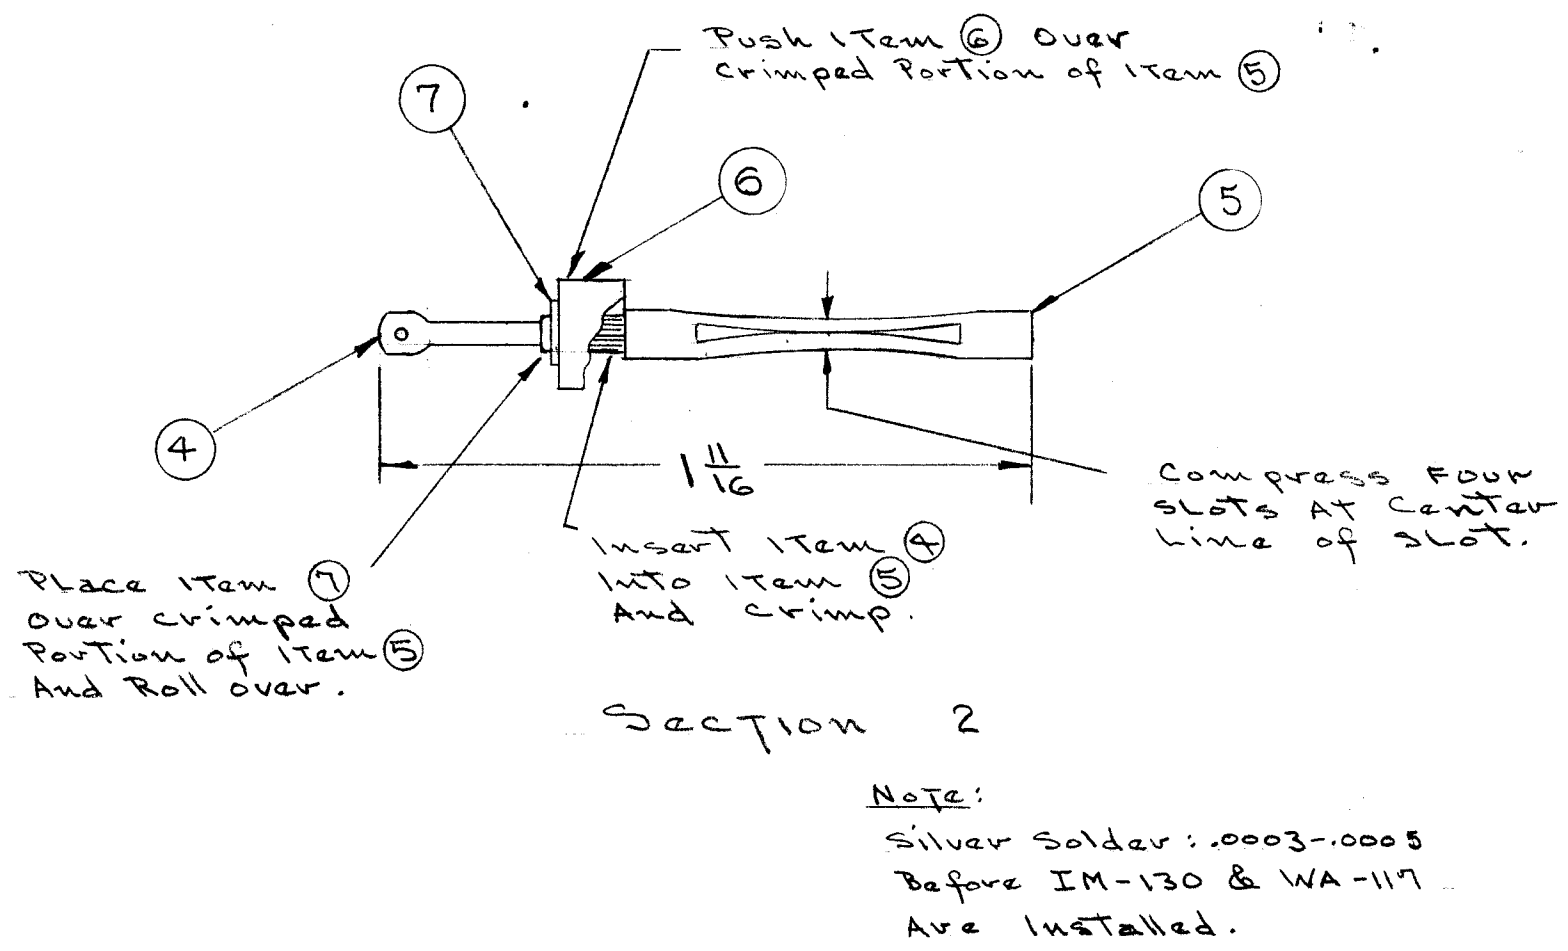 Push Item ⑥ Over
Crimped Portion of Item ⑤
⑦
⑥
⑤
④
1 11/16
Compress Four
Slots At Center
Line of Slot.
Insert Item ④
Into Item ⑤
And Crimp.
Place Item ⑦
Over Crimped
Portion of Item ⑤
And Roll over.
Section 2
Note:
Silver Solder: .0003-.0005
Before IM-130 & WA-117
Are Installed.